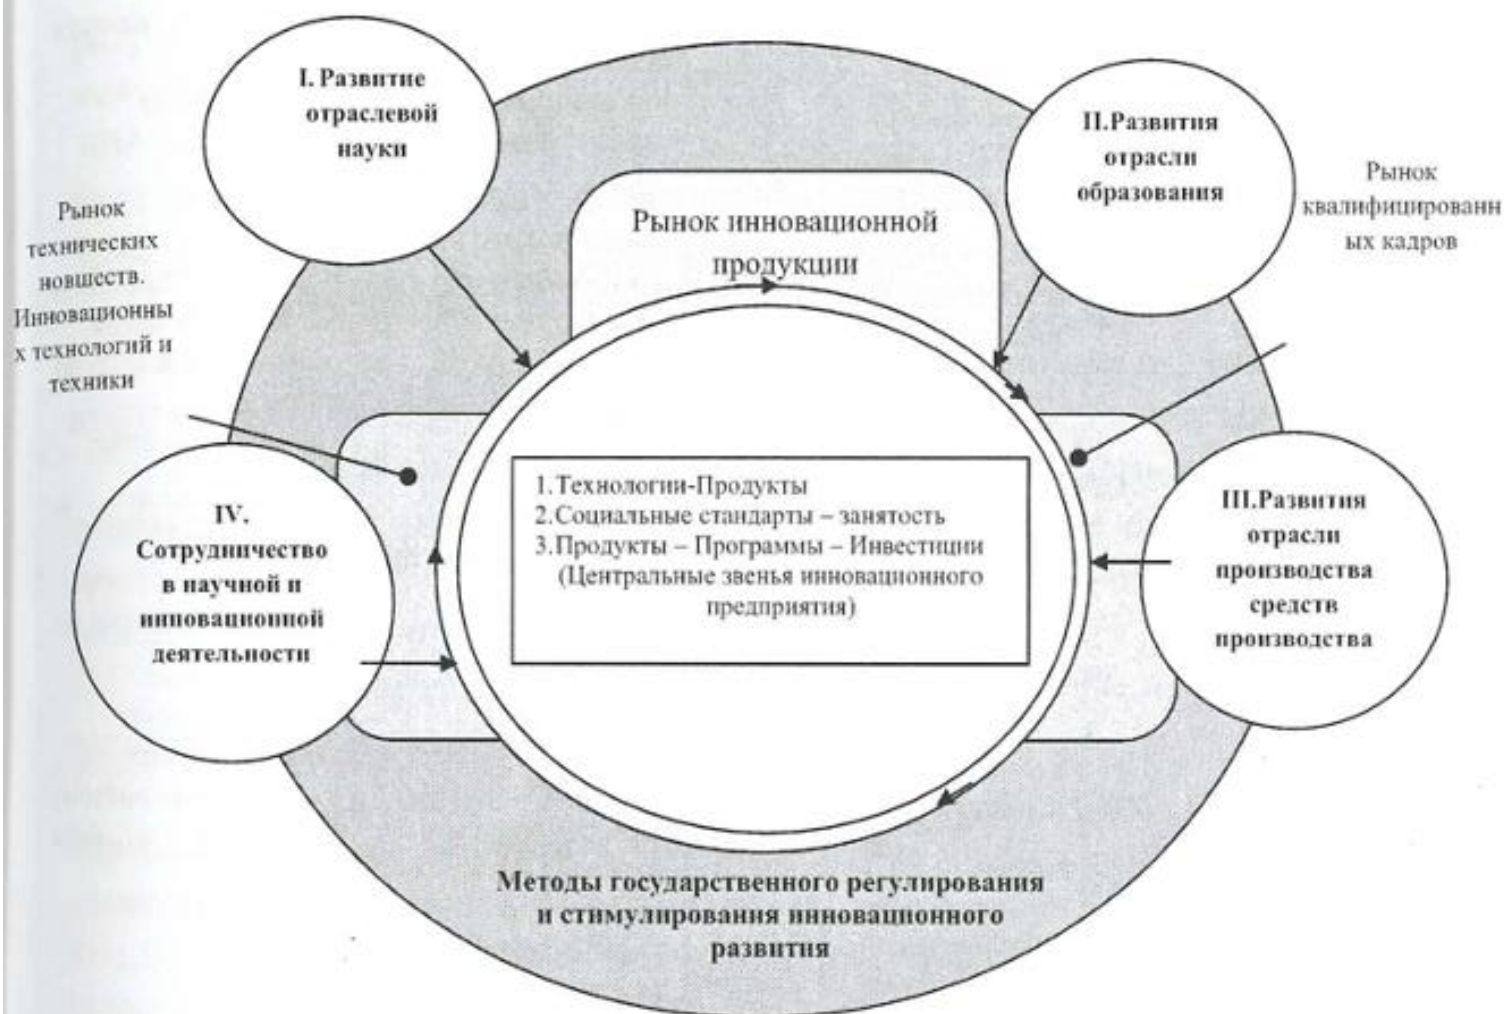 I. Развитие
отраслевой
науки
II.Развития
отрасли
образования
Рынок
квалифицированн
ых кадров
Рынок
технических
новшеств.
Инновационны
х технологий и
техники
Рынок инновационной
продукции
IV.
Сотрудничество
в научной и
инновационной
деятельности
1.Технологии-Продукты
2.Социальные стандарты – занятость
3.Продукты – Программы – Инвестиции
(Центральные звенья инновационного
предприятия)
III.Развития
отрасли
производства
средств
производства
Методы государственного регулирования
и стимулирования инновационного
развития